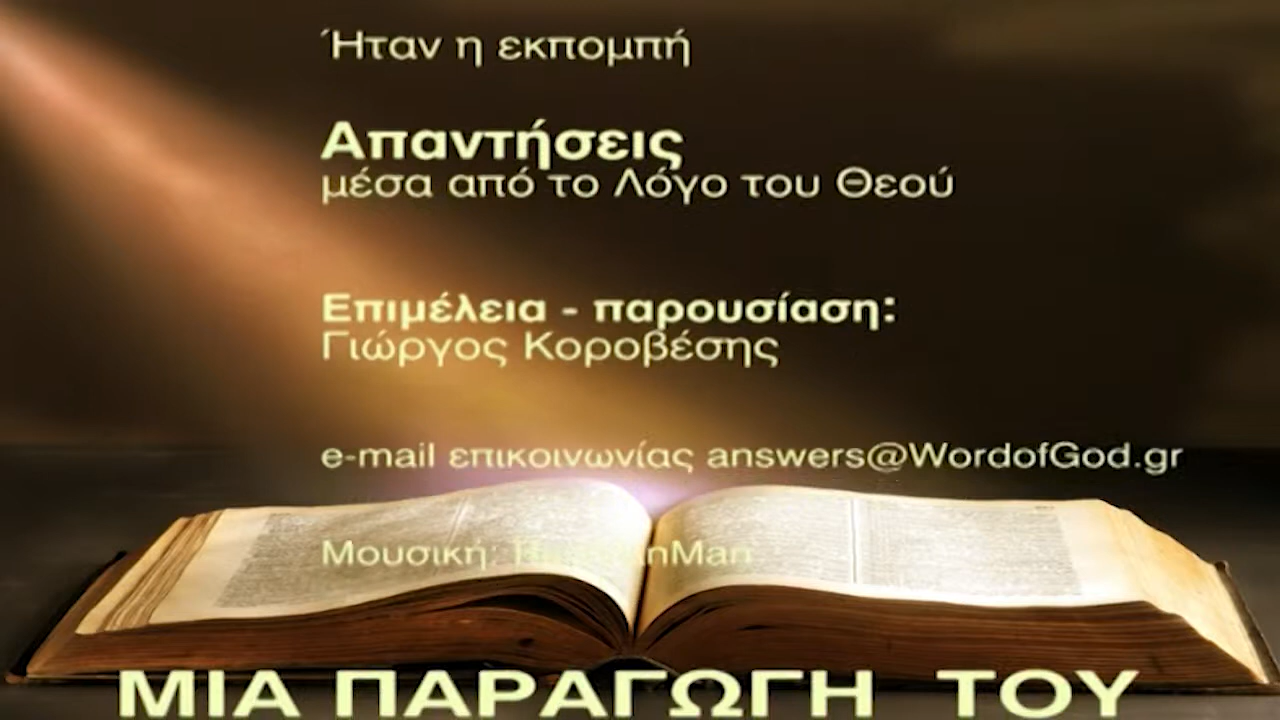 Ήταν η εκπομπή
Απαντήσεις
μέσα από το Λόγο του Θεού
Επιμέλεια - παρουσίαση:
Γιώργος Κοροβέσης
e-mail επικοινωνίας answers@WordofGod.gr
Μουσική:
ΜΙΑ ΠΑΡΑΓΩΓΗ ΤΟΥ